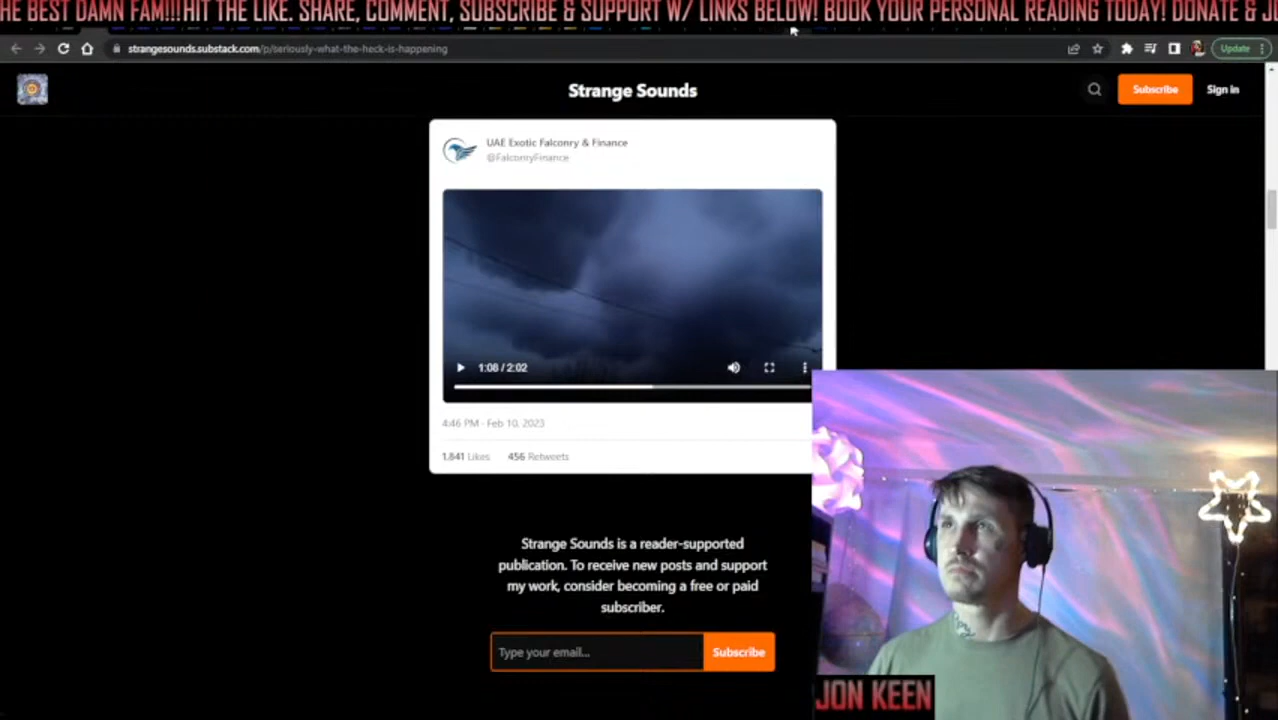 HE BEST DAMN FAM!!!HIT THE LIKE. SHARE, COMMENT, SUBSCRIBE & SUPPORT W/ LINKS BELOW! BOOK YOUR PERSONAL READING TODAY! DONATE & J
strangesounds.substack.com/p/seriously-what-the-heck-is-happening
Update
Strange Sounds
Subscribe
Sign in
UAE Exotic Falconry & Finance
@FalconryFinance
1:08 / 2:02
4:46 PM · Feb 10, 2023
1,841 Likes 456 Retweets
Strange Sounds is a reader-supported
publication. To receive new posts and support
my work, consider becoming a free or paid
subscriber.
Type your email...
Subscribe
JON KEEN